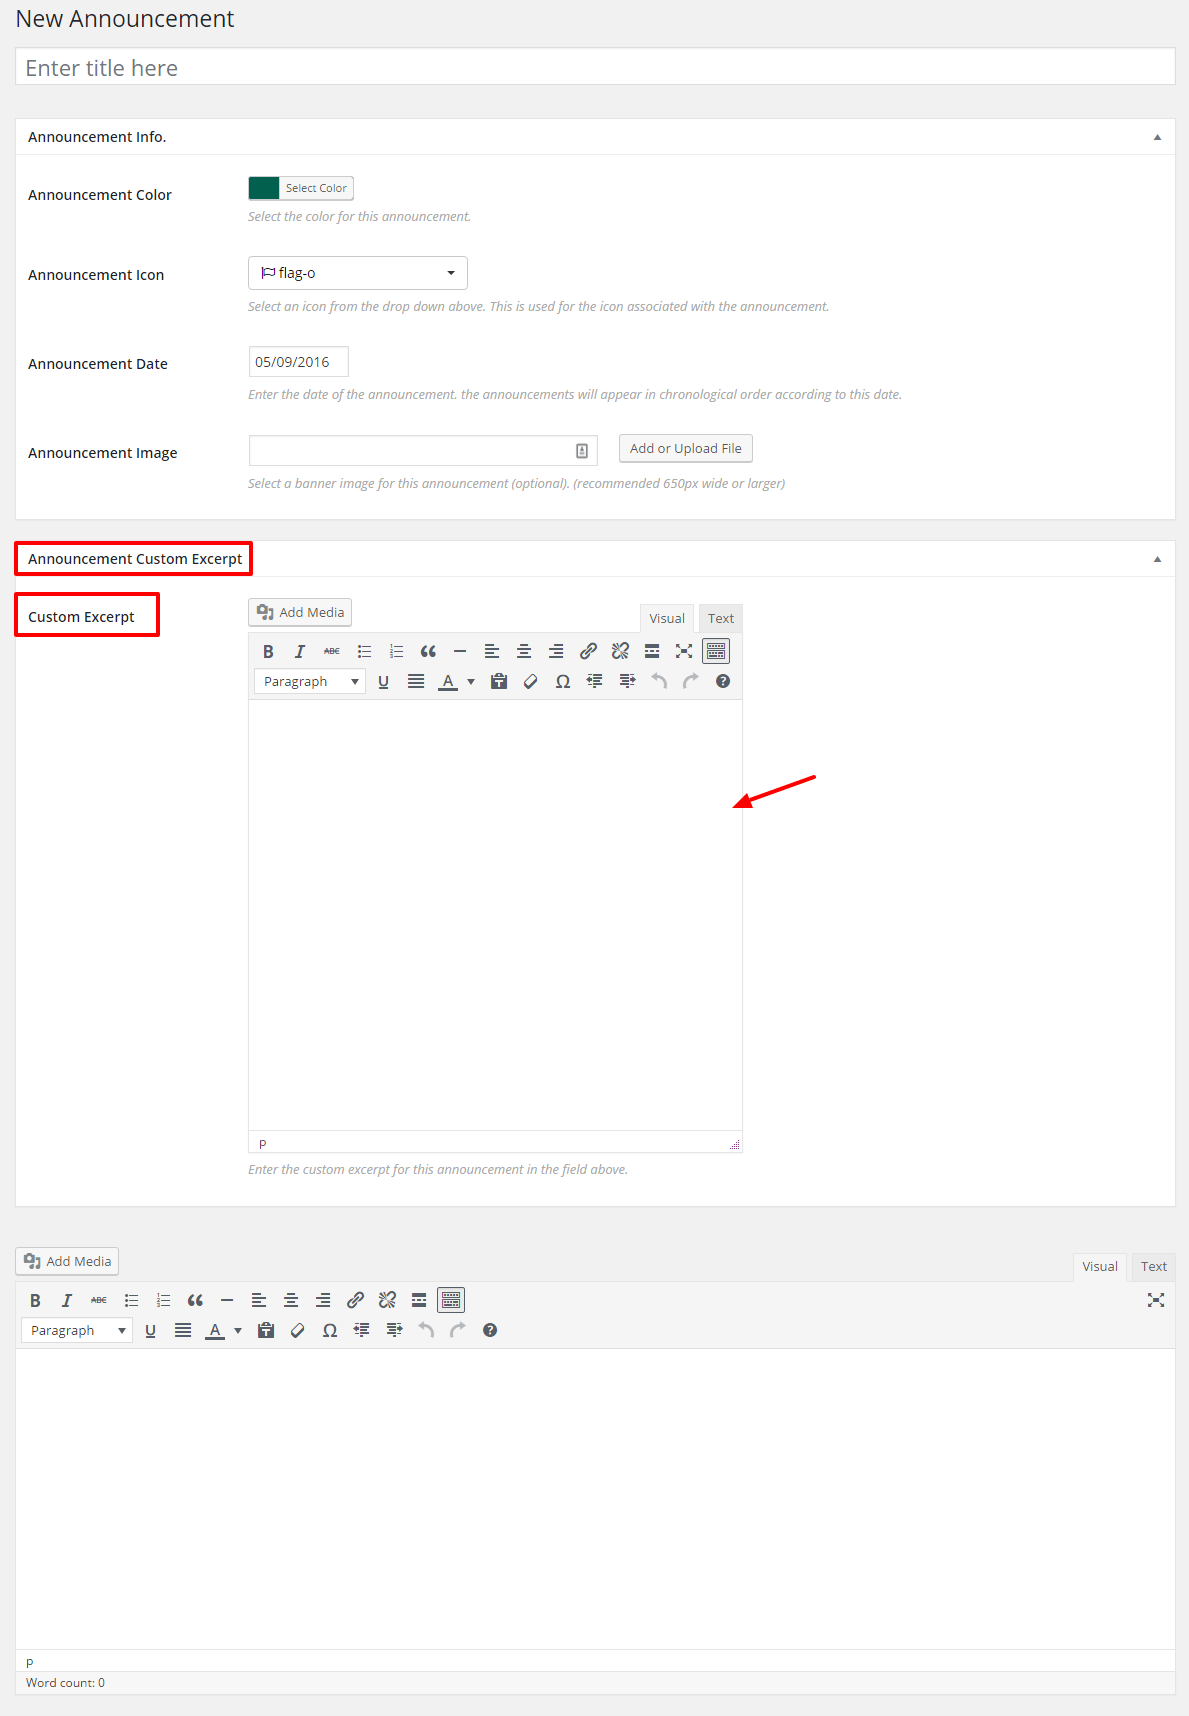 New Announcement
Enter title here
Announcement Info.
Announcement Color
Select Color
Select the color for this announcement.
Announcement Icon
flag-o
Select an icon from the drop down above. This is used for the icon associated with the announcement.
Announcement Date
05/09/2016
Enter the date of the announcement. the announcements will appear in chronological order according to this date.
Announcement Image
Add or Upload File
Select a banner image for this announcement (optional). (recommended 650px wide or larger)
Announcement Custom Excerpt
Custom Excerpt
Add Media
Visual Text
B I ABC
Paragraph U A Ω
p
Enter the custom excerpt for this announcement in the field above.
Add Media
Visual Text
B I ABC
Paragraph U A Ω
p
Word count: 0